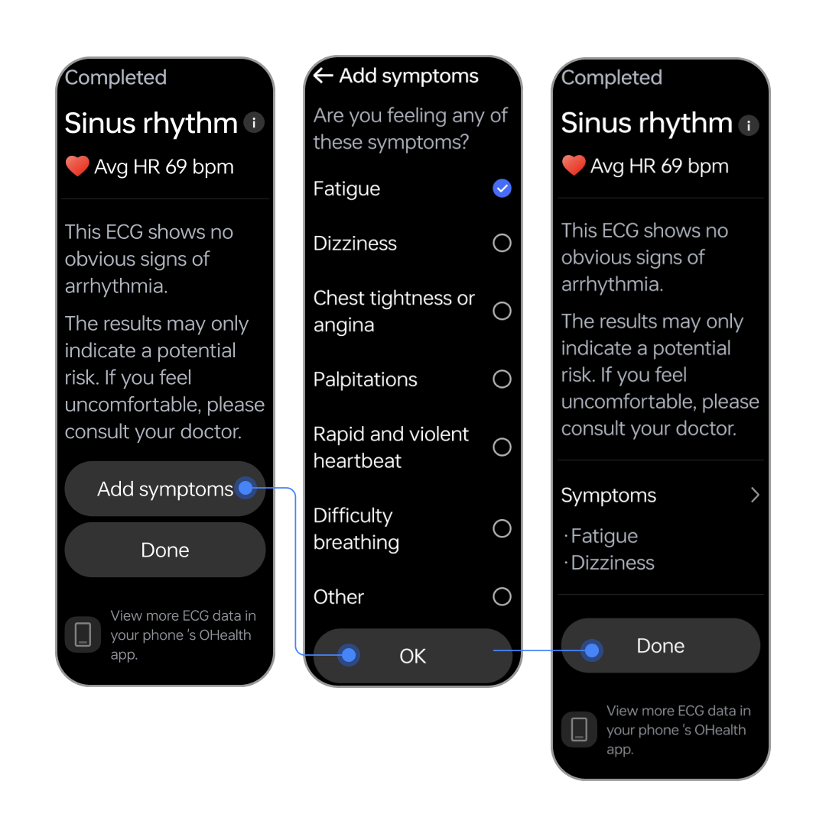 Completed
Sinus rhythm
Avg HR 69 bpm
This ECG shows no
obvious signs of
arrhythmia.
The results may only
indicate a potential
risk. If you feel
uncomfortable, please
consult your doctor.
Add symptoms
Done
View more ECG data in
your phone 's OHealth
app.
Add symptoms
Are you feeling any of
these symptoms?
Fatigue
Dizziness
Chest tightness or
angina
Palpitations
Rapid and violent
heartbeat
Difficulty
breathing
Other
OK
Completed
Sinus rhythm
Avg HR 69 bpm
This ECG shows no
obvious signs of
arrhythmia.
The results may only
indicate a potential
risk. If you feel
uncomfortable, please
consult your doctor.
Symptoms
·Fatigue
·Dizziness
Done
View more ECG data in
your phone 's OHealth
app.